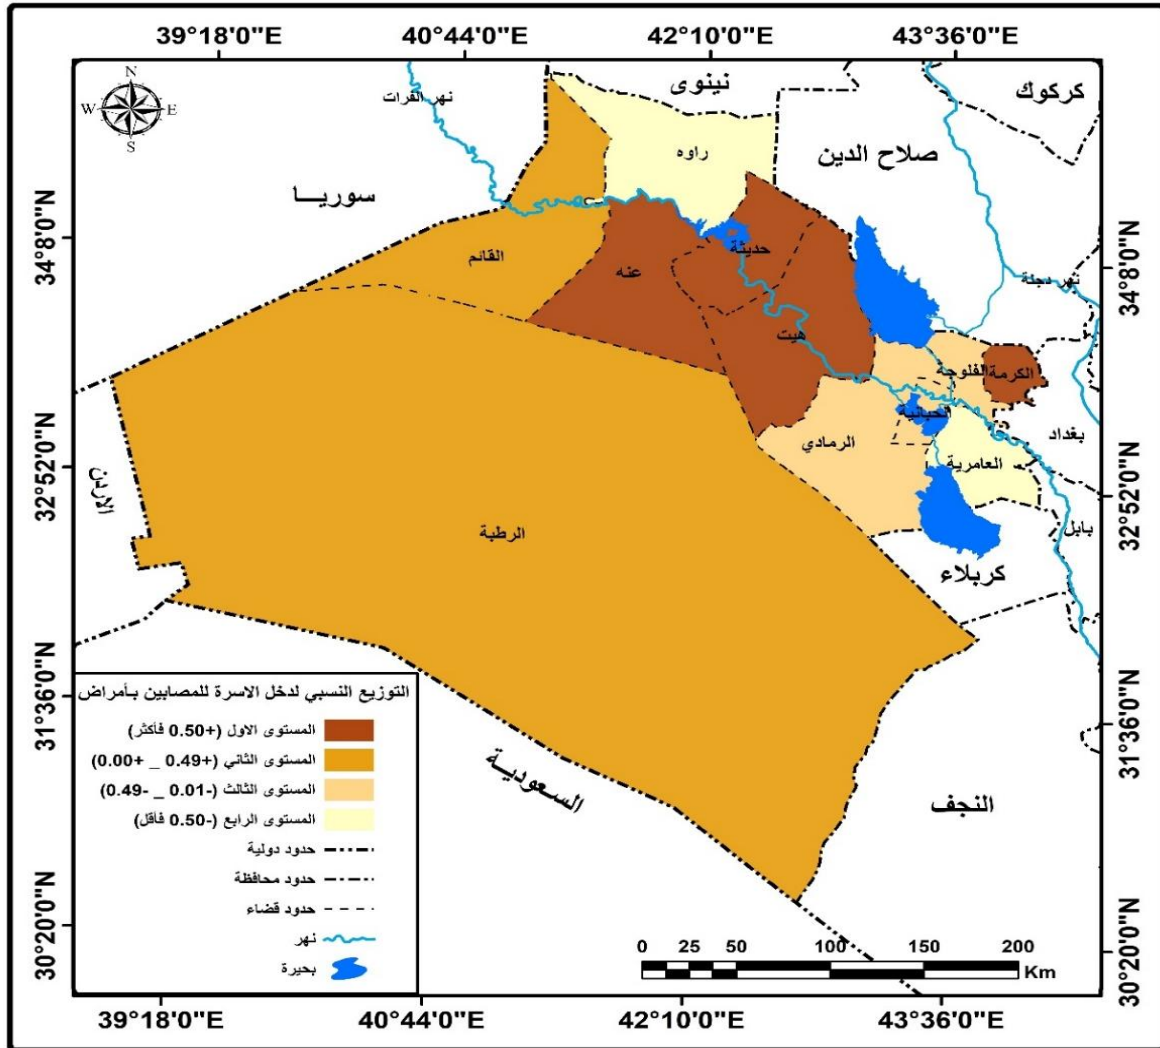 39°18'0"E 40°44'0"E 42°10'0"E 43°36'0"E
N
W E
S
نهر الفرات
نينوى
كركوك
صلاح الدين
راوه
سوريـــا
34°8'0"N
34°8'0"N
حديثة
القائم
عنه
نهر دجلة
هيت
الفلوجة
الكرمة
الحبانية
بغداد
الرمادي
العامرية
32°52'0"N
32°52'0"N
الاردن
بابل
الرطبة
كربلاء
31°36'0"N
31°36'0"N
السعودية
النجف
التوزيع النسبي لدخل الاسرة للمصابين بـأمراض
المستوى الاول (+0.50 فأكثر)
المستوى الثاني (+0.49 _ +0.00)
المستوى الثالث (-0.01 _ -0.49)
المستوى الرابع (-0.50 فأقل)
حدود دولية
حدود محافظة
حدود قضاء
نهر
بحيرة
30°20'0"N
30°20'0"N
0 25 50 100 150 200
Km
39°18'0"E 40°44'0"E 42°10'0"E 43°36'0"E